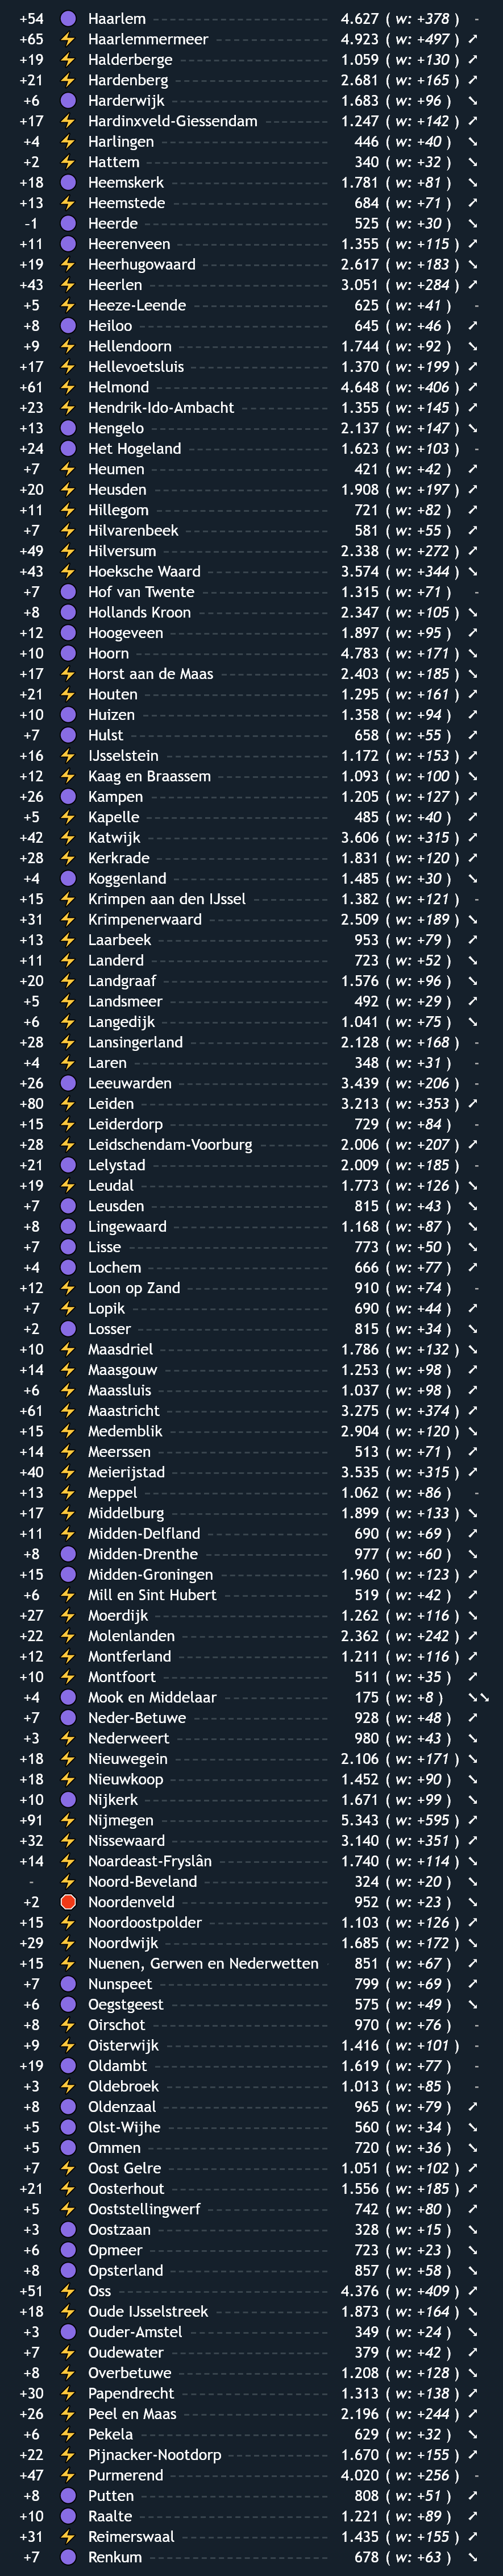 +54 Haarlem 4.627 ( w: +378 ) -
+65 Haarlemmermeer 4.923 ( w: +497 ) ➚
+19 Halderberge 1.059 ( w: +130 ) ➚
+21 Hardenberg 2.681 ( w: +165 ) ➚
+6 Harderwijk 1.683 ( w: +96 ) ➘
+17 Hardinxveld-Giessendam 1.247 ( w: +142 ) ➚
+4 Harlingen 446 ( w: +40 ) ➘
+2 Hattem 340 ( w: +32 ) ➘
+18 Heemskerk 1.781 ( w: +81 ) ➘
+13 Heemstede 684 ( w: +71 ) ➚
-1 Heerde 525 ( w: +30 ) ➘
+11 Heerenveen 1.355 ( w: +115 ) ➚
+19 Heerhugowaard 2.617 ( w: +183 ) ➘
+43 Heerlen 3.051 ( w: +284 ) ➚
+5 Heeze-Leende 625 ( w: +41 ) -
+8 Heiloo 645 ( w: +46 ) ➚
+9 Hellendoorn 1.744 ( w: +92 ) ➘
+17 Hellevoetsluis 1.370 ( w: +199 ) ➚
+61 Helmond 4.648 ( w: +406 ) ➚
+23 Hendrik-Ido-Ambacht 1.355 ( w: +145 ) ➚
+13 Hengelo 2.137 ( w: +147 ) ➘
+24 Het Hogeland 1.623 ( w: +103 ) -
+7 Heumen 421 ( w: +42 ) ➚
+20 Heusden 1.908 ( w: +197 ) ➚
+11 Hillegom 721 ( w: +82 ) ➚
+7 Hilvarenbeek 581 ( w: +55 ) ➚
+49 Hilversum 2.338 ( w: +272 ) ➚
+43 Hoeksche Waard 3.574 ( w: +344 ) ➘
+7 Hof van Twente 1.315 ( w: +71 ) -
+8 Hollands Kroon 2.347 ( w: +105 ) ➘
+12 Hoogeveen 1.897 ( w: +95 ) ➚
+10 Hoorn 4.783 ( w: +171 ) ➘
+17 Horst aan de Maas 2.403 ( w: +185 ) ➘
+21 Houten 1.295 ( w: +161 ) ➚
+10 Huizen 1.358 ( w: +94 ) ➚
+7 Hulst 658 ( w: +55 ) ➚
+16 IJsselstein 1.172 ( w: +153 ) ➚
+12 Kaag en Braassem 1.093 ( w: +100 ) ➘
+26 Kampen 1.205 ( w: +127 ) ➚
+5 Kapelle 485 ( w: +40 ) ➚
+42 Katwijk 3.606 ( w: +315 ) ➚
+28 Kerkrade 1.831 ( w: +120 ) ➚
+4 Koggenland 1.485 ( w: +30 ) ➘
+15 Krimpen aan den IJssel 1.382 ( w: +121 ) -
+31 Krimpenerwaard 2.509 ( w: +189 ) ➘
+13 Laarbeek 953 ( w: +79 ) ➚
+11 Landerd 723 ( w: +52 ) ➘
+20 Landgraaf 1.576 ( w: +96 ) ➘
+5 Landsmeer 492 ( w: +29 ) ➚
+6 Langedijk 1.041 ( w: +75 ) ➘
+28 Lansingerland 2.128 ( w: +168 ) -
+4 Laren 348 ( w: +31 ) -
+26 Leeuwarden 3.439 ( w: +206 ) -
+80 Leiden 3.213 ( w: +353 ) ➚
+15 Leiderdorp 729 ( w: +84 ) -
+28 Leidschendam-Voorburg 2.006 ( w: +207 ) ➚
+21 Lelystad 2.009 ( w: +185 ) -
+19 Leudal 1.773 ( w: +126 ) ➘
+7 Leusden 815 ( w: +43 ) ➘
+8 Lingewaard 1.168 ( w: +87 ) ➘
+7 Lisse 773 ( w: +50 ) ➘
+4 Lochem 666 ( w: +77 ) ➚
+12 Loon op Zand 910 ( w: +74 ) -
+7 Lopik 690 ( w: +44 ) ➚
+2 Losser 815 ( w: +34 ) ➘
+10 Maasdriel 1.786 ( w: +132 ) ➘
+14 Maasgouw 1.253 ( w: +98 ) ➚
+6 Maassluis 1.037 ( w: +98 ) ➚
+61 Maastricht 3.275 ( w: +374 ) ➚
+15 Medemblik 2.904 ( w: +120 ) ➘
+14 Meerssen 513 ( w: +71 ) ➚
+40 Meierijstad 3.535 ( w: +315 ) ➚
+13 Meppel 1.062 ( w: +86 ) -
+17 Middelburg 1.899 ( w: +133 ) ➘
+11 Midden-Delfland 690 ( w: +69 ) ➚
+8 Midden-Drenthe 977 ( w: +60 ) ➘
+15 Midden-Groningen 1.960 ( w: +123 ) ➚
+6 Mill en Sint Hubert 519 ( w: +42 ) ➚
+27 Moerdijk 1.262 ( w: +116 ) ➘
+22 Molenlanden 2.362 ( w: +242 ) ➚
+12 Montferland 1.211 ( w: +116 ) ➚
+10 Montfoort 511 ( w: +35 ) ➚
+4 Mook en Middelaar 175 ( w: +8 ) ➘➘
+7 Neder-Betuwe 928 ( w: +48 ) ➚
+3 Nederweert 980 ( w: +43 ) ➘
+18 Nieuwegein 2.106 ( w: +171 ) ➘
+18 Nieuwkoop 1.452 ( w: +90 ) ➘
+10 Nijkerk 1.671 ( w: +99 ) ➘
+91 Nijmegen 5.343 ( w: +595 ) ➚
+32 Nissewaard 3.140 ( w: +351 ) ➚
+14 Noardeast-Fryslân 1.740 ( w: +114 ) ➘
- Noord-Beveland 324 ( w: +20 ) ➘
+2 Noordenveld 952 ( w: +23 ) ➘
+15 Noordoostpolder 1.103 ( w: +126 ) ➚
+29 Noordwijk 1.685 ( w: +172 ) ➘
+15 Nuenen, Gerwen en Nederwetten 851 ( w: +67 ) ➚
+7 Nunspeet 799 ( w: +69 ) ➚
+6 Oegstgeest 575 ( w: +49 ) ➘
+8 Oirschot 970 ( w: +76 ) -
+9 Oisterwijk 1.416 ( w: +101 ) -
+19 Oldambt 1.619 ( w: +77 ) -
+3 Oldebroek 1.013 ( w: +85 ) -
+8 Oldenzaal 965 ( w: +79 ) ➚
+5 Olst-Wijhe 560 ( w: +34 ) ➘
+5 Ommen 720 ( w: +36 ) ➘
+7 Oost Gelre 1.051 ( w: +102 ) ➚
+21 Oosterhout 1.556 ( w: +185 ) ➚
+5 Ooststellingwerf 742 ( w: +80 ) ➚
+3 Oostzaan 328 ( w: +15 ) ➘
+6 Opmeer 723 ( w: +23 ) ➘
+8 Opsterland 857 ( w: +58 ) ➘
+51 Oss 4.376 ( w: +409 ) ➚
+18 Oude IJsselstreek 1.873 ( w: +164 ) ➘
+3 Ouder-Amstel 349 ( w: +24 ) ➘
+7 Oudewater 379 ( w: +42 ) ➚
+8 Overbetuwe 1.208 ( w: +128 ) ➘
+30 Papendrecht 1.313 ( w: +138 ) ➚
+26 Peel en Maas 2.196 ( w: +244 ) ➚
+6 Pekela 629 ( w: +32 ) ➘
+22 Pijnacker-Nootdorp 1.670 ( w: +155 ) ➚
+47 Purmerend 4.020 ( w: +256 ) -
+8 Putten 808 ( w: +51 ) ➚
+10 Raalte 1.221 ( w: +89 ) ➚
+31 Reimerswaal 1.435 ( w: +155 ) ➚
+7 Renkum 678 ( w: +63 ) ➘